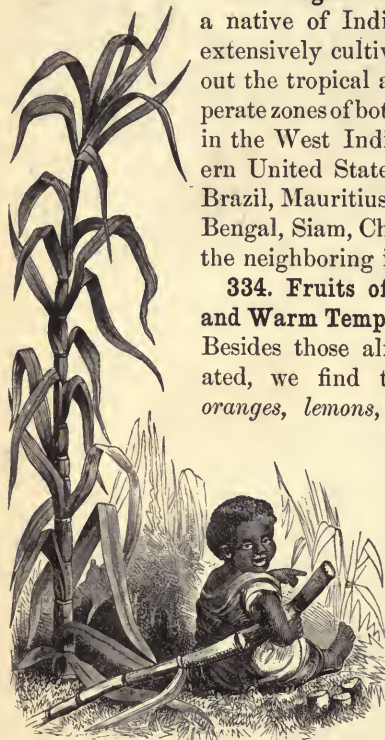 a native of Indi
extensively cultiv
out the tropical a
perate zones of bot
in the West Indi
ern United State
Brazil, Mauritius
Bengal, Siam, Ch
the neighboring i
334. Fruits of
and Warm Temp
Besides those alr
ated, we find t
oranges, lemons,